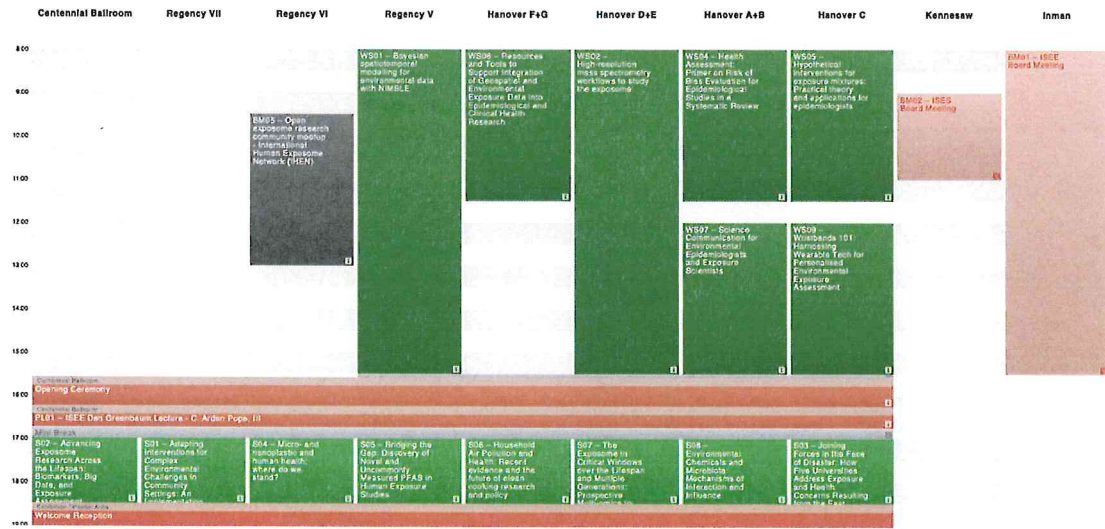 Centennial Ballroom
Regency VII
Regency VI
Regency V
Hanover F+G
Hanover D+E
Hanover A+B
Hanover C
Kennesaw
Inman
8:00
9:00
10:00
11:00
12:00
13:00
14:00
15:00
16:00
17:00
18:00
19:00
BM05 – Open
exposome research
community meetup
- International
Human Exposome
Network (IHEN)
WS01 – Bayesian
spatiotemporal
modelling for
environmental data
with NIMBLE
WS06 – Resources
and Tools to
Support Integration
of Geospatial and
Environmental
Exposure Data into
Epidemiological and
Clinical Health
Research
WS02 –
High-resolution
mass spectrometry
workflows to study
the exposome
WS04 – Health
Assessment:
Primer on Risk of
Bias Evaluation for
Epidemiological
Studies in a
Systematic Review
WS05 –
Hypothetical
Interventions for
exposure mixtures:
Practical theory
and applications for
epidemiologists
BM02 – ISES
Board Meeting
BM01 – ISEE
Board Meeting
WS07 – Science
Communication for
Environmental
Epidemiologists
and Exposure
Scientists
WS09 –
Wristbands 101:
Harnessing
Wearable Tech for
Personalised
Environmental
Exposure
Assessment
Centennial Ballroom
Opening Ceremony
Centennial Ballroom
PL01 – ISEE Dan Greenbaum Lecture - C. Arden Pope, III
Mini Break
S02 – Advancing
Exposome
Research Across
the Lifespan:
Biomarkers, Big
Data, and
Exposure
Assessment
S01 – Adapting
Interventions for
Complex
Environmental
Challenges in
Community
Settings: An
Implementation
S04 – Micro- and
nanoplastic and
human health:
where do we
stand?
S05 – Bridging the
Gap: Discovery of
Novel and
Uncommonly
Measured PFAS in
Human Exposure
Studies
S06 – Household
Air Pollution and
Health: Recent
evidence and the
future of clean
cooking research
and policy
S07 – The
Exposome in
Critical Windows
over the Lifespan
and Multiple
Generations:
Prospective
S08 –
Environmental
Chemicals and
Microbiota:
Mechanisms of
Interaction and
Influence
S03 – Joining
Forces in the Face
of Disaster: How
Five Universities
Address Exposure
and Health
Concerns Resulting
from the East
Welcome Reception